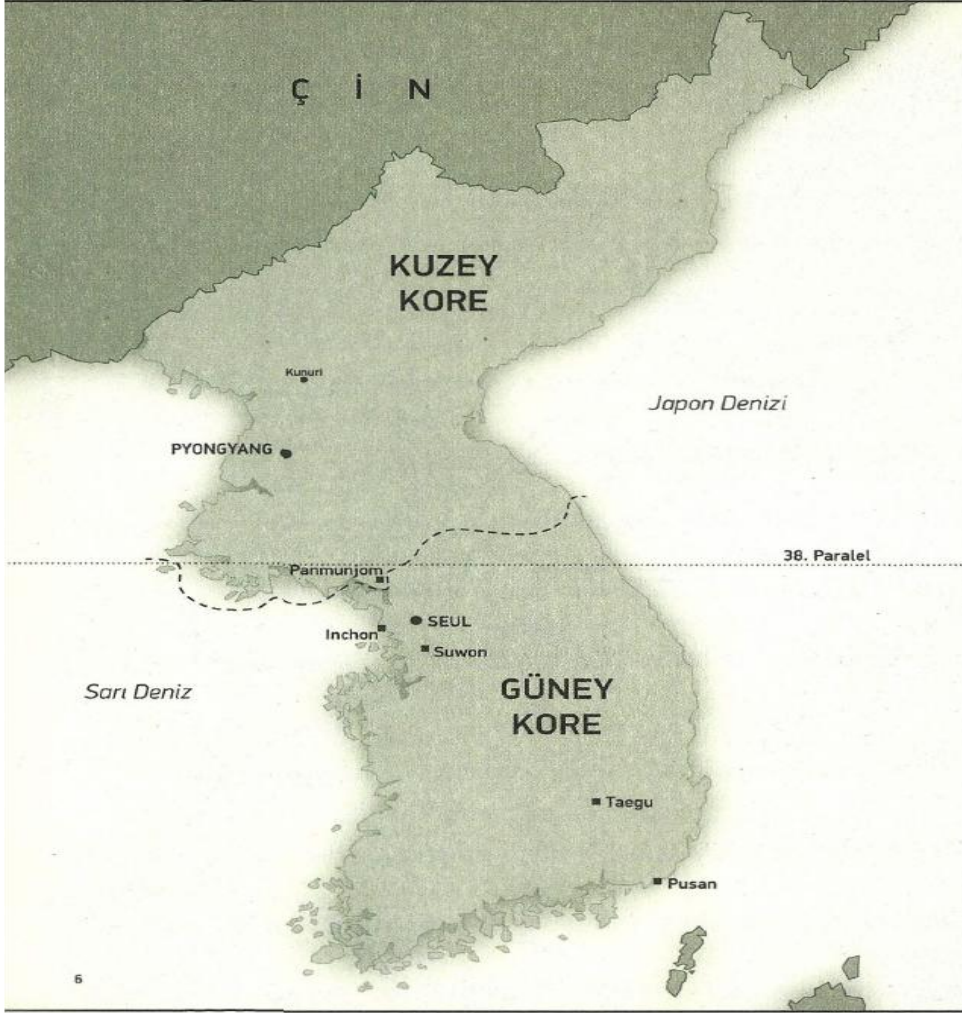 Ç İ N
KUZEY
KORE
Kunuri
Japon Denizi
PYONGYANG
38. Paralel
Panmunjom
SEUL
Inchon
Suwon
Sarı Deniz
GÜNEY
KORE
Taegu
Pusan
6